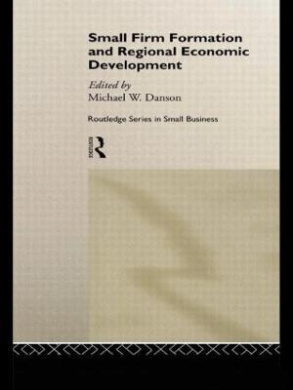 Small Firm Formation
and Regional Economic
Development
Edited by
Michael W. Danson
Routledge Series in Small Business